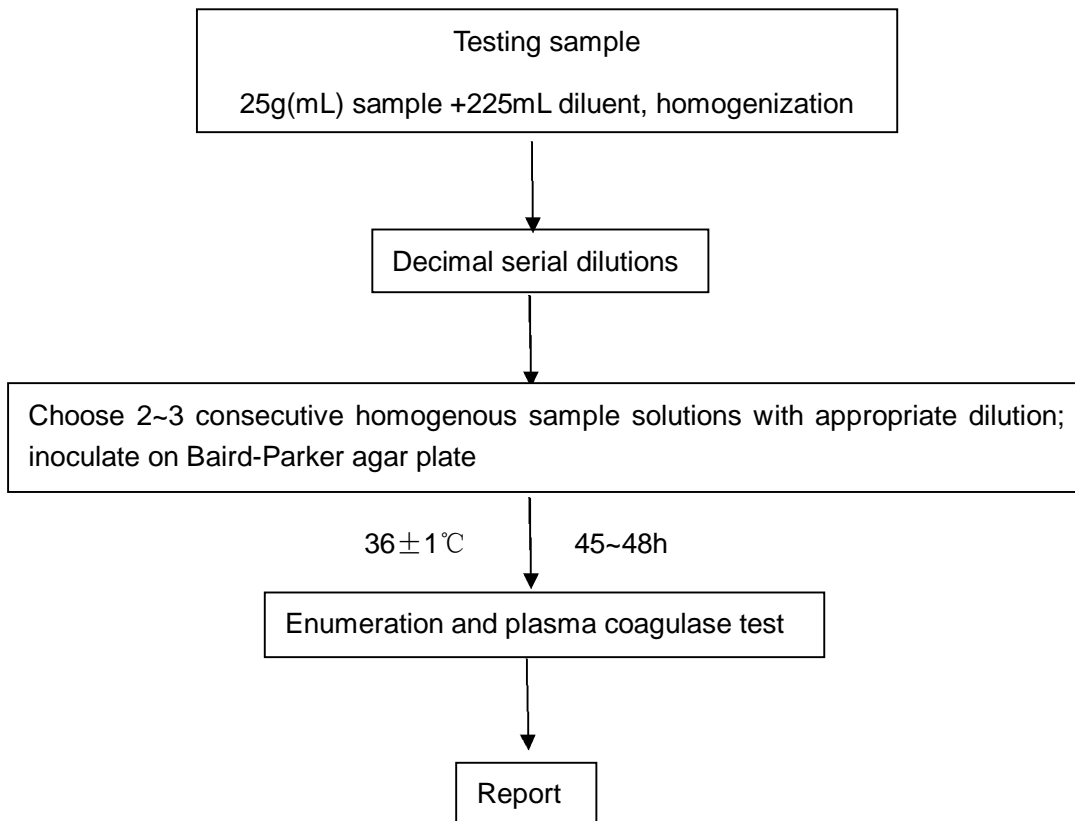 Testing sample
25g(mL) sample +225mL diluent, homogenization
Decimal serial dilutions
Choose 2~3 consecutive homogenous sample solutions with appropriate dilution;
inoculate on Baird-Parker agar plate
36±1℃ 45~48h
Enumeration and plasma coagulase test
Report